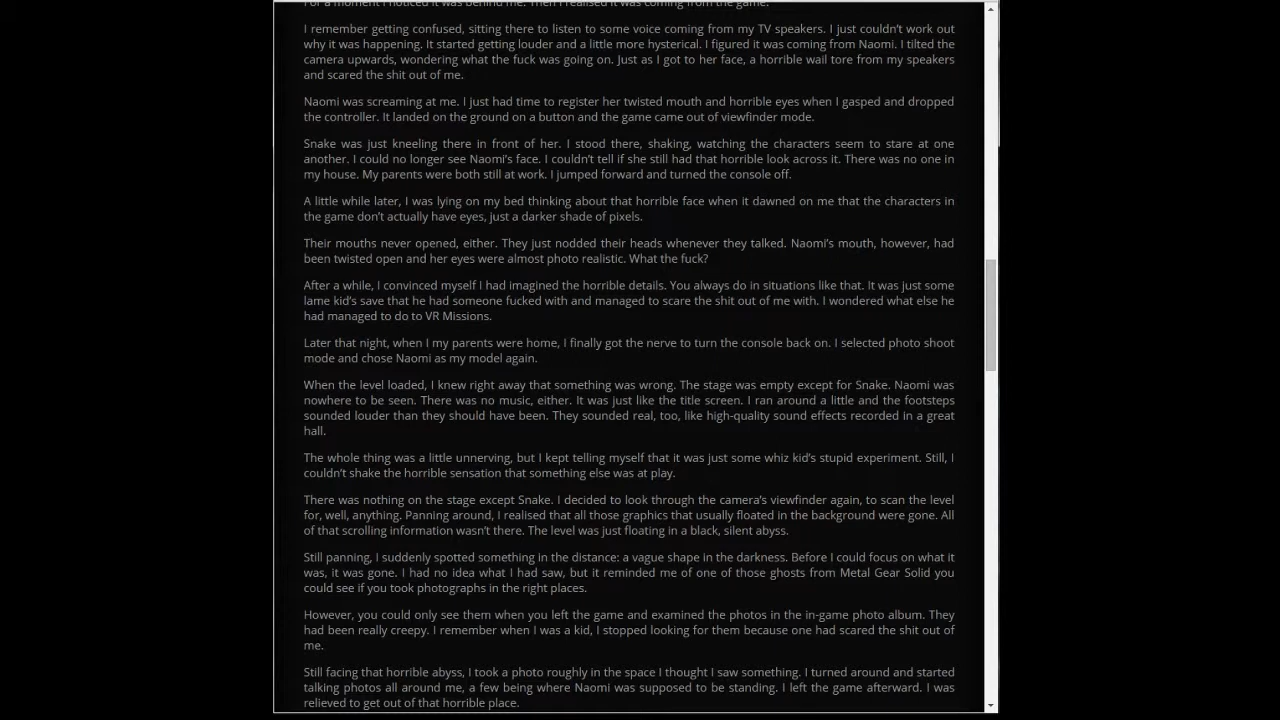 For a moment I noticed it was behind me. Then I realised it was coming from the game.
I remember getting confused, sitting there to listen to some voice coming from my TV speakers. I just couldn't work out
why it was happening. It started getting louder and a little more hysterical. I figured it was coming from Naomi. I tilted the
camera upwards, wondering what the fuck was going on. Just as I got to her face, a horrible wail tore from my speakers
and scared the shit out of me.
Naomi was screaming at me. I just had time to register her twisted mouth and horrible eyes when I gasped and dropped
the controller. It landed on the ground on a button and the game came out of viewfinder mode.
Snake was just kneeling there in front of her. I stood there, shaking, watching the characters seem to stare at one
another. I could no longer see Naomi's face. I couldn't tell if she still had that horrible look across it. There was no one in
my house. My parents were both still at work. I jumped forward and turned the console off.
A little while later, I was lying on my bed thinking about that horrible face when it dawned on me that the characters in
the game don't actually have eyes, just a darker shade of pixels.
Their mouths never opened, either. They just nodded their heads whenever they talked. Naomi's mouth, however, had
been twisted open and her eyes were almost photo realistic. What the fuck?
After a while, I convinced myself I had imagined the horrible details. You always do in situations like that. It was just some
lame kid's save that he had someone fucked with and managed to scare the shit out of me with. I wondered what else he
had managed to do to VR Missions.
Later that night, when I my parents were home, I finally got the nerve to turn the console back on. I selected photo shoot
mode and chose Naomi as my model again.
When the level loaded, I knew right away that something was wrong. The stage was empty except for Snake. Naomi was
nowhere to be seen. There was no music, either. It was just like the title screen. I ran around a little and the footsteps
sounded louder than they should have been. They sounded real, too, like high-quality sound effects recorded in a great
hall.
The whole thing was a little unnerving, but I kept telling myself that it was just some whiz kid's stupid experiment. Still, I
couldn't shake the horrible sensation that something else was at play.
There was nothing on the stage except Snake. I decided to look through the camera's viewfinder again, to scan the level
for, well, anything. Panning around, I realised that all those graphics that usually floated in the background were gone. All
of that scrolling information wasn't there. The level was just floating in a black, silent abyss.
Still panning, I suddenly spotted something in the distance: a vague shape in the darkness. Before I could focus on what it
was, it was gone. I had no idea what I had saw, but it reminded me of one of those ghosts from Metal Gear Solid you
could see if you took photographs in the right places.
However, you could only see them when you left the game and examined the photos in the in-game photo album. They
had been really creepy. I remember when I was a kid, I stopped looking for them because one had scared the shit out of
me.
Still facing that horrible abyss, I took a photo roughly in the space I thought I saw something. I turned around and started
talking photos all around me, a few being where Naomi was supposed to be standing. I left the game afterward. I was
relieved to get out of that horrible place.